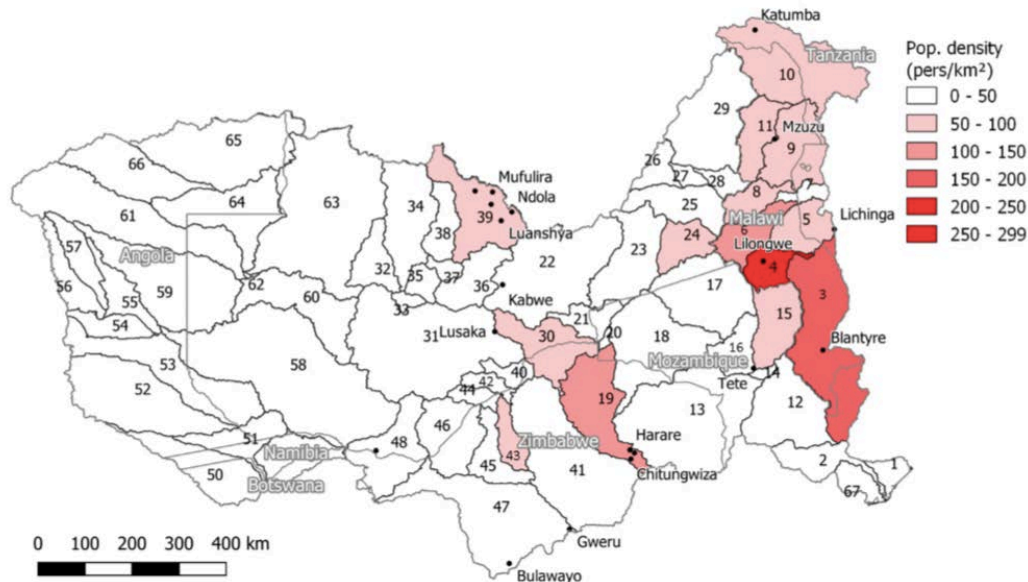 Katumba
Tanzania
Pop. density
(pers/km²)
0 - 50
50 - 100
100 - 150
150 - 200
200 - 250
250 - 299
10
29
11
Mzuzu
9
65
66
26
27
28
8
7
Mufulira
64
63
34
Ndola
25
Malawi
5
Lichinga
61
39
38
Luanshya
24
6
Lilongwe
57
Angola
23
4
22
56
55
59
62
32
35
37
36
Kabwe
17
3
60
33
15
54
31
Lusaka
30
21
20
18
Blantyre
53
58
16
52
40
Mozambique
44
42
Tete
14
19
12
13
51
48
46
Zimbabwe
Harare
Namibia
43
50
45
41
Chitungwiza
2
1
Botswana
67
47
0 100 200 300 400 km
Gweru
Bulawayo